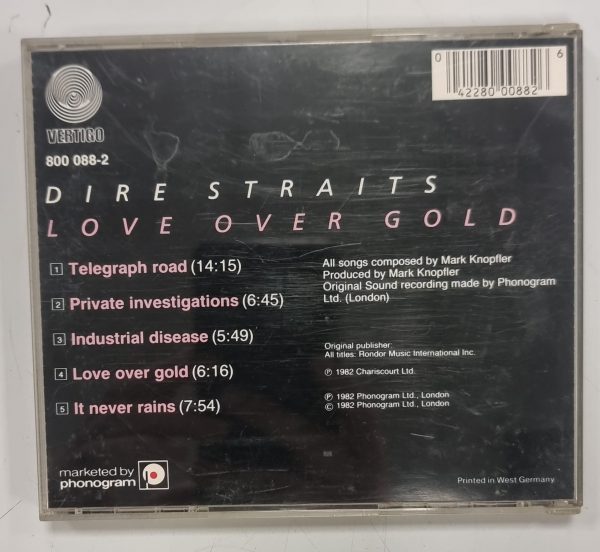 0 42280 00882 6
VERTIGO
800 088-2
DIRE STRAITS
LOVE OVER GOLD
1 Telegraph road (14:15)
2 Private investigations (6:45)
3 Industrial disease (5:49)
4 Love over gold (6:16)
5 It never rains (7:54)
All songs composed by Mark Knopfler
Produced by Mark Knopfler
Original Sound recording made by Phonogram
Ltd. (London)
Original publisher:
All titles: Rondor Music International Inc.
℗ 1982 Chariscourt Ltd.
℗ 1982 Phonogram Ltd., London
© 1982 Phonogram Ltd., London
marketed by
phonogram
Printed in West Germany